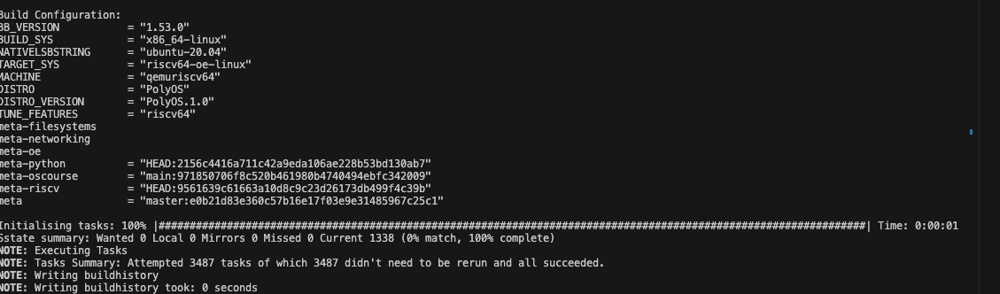 Build Configuration:
BB_VERSION = "1.53.0"
BUILD_SYS = "x86_64-linux"
NATIVELSBSTRING = "ubuntu-20.04"
TARGET_SYS = "riscv64-oe-linux"
MACHINE = "qemuriscv64"
DISTRO = "PolyOS"
DISTRO_VERSION = "PolyOS.1.0"
TUNE_FEATURES = "riscv64"
meta-filesystems
meta-networking
meta-oe
meta-python = "HEAD:2156c4416a711c42a9eda106ae228b53bd130ab7"
meta-oscourse = "main:971850706f8c520b461980b4740494ebfc342009"
meta-riscv = "HEAD:9561639c61663a10d8c9c23d26173db499f4c39b"
meta = "master:e0b21d83e360c57b16e17f03e9e31485967c25c1"
Initialising tasks: 100% |###################################################################################################################| Time: 0:00:01
Sstate summary: Wanted 0 Local 0 Mirrors 0 Missed 0 Current 1338 (0% match, 100% complete)
NOTE: Executing Tasks
NOTE: Tasks Summary: Attempted 3487 tasks of which 3487 didn't need to be rerun and all succeeded.
NOTE: Writing buildhistory
NOTE: Writing buildhistory took: 0 seconds